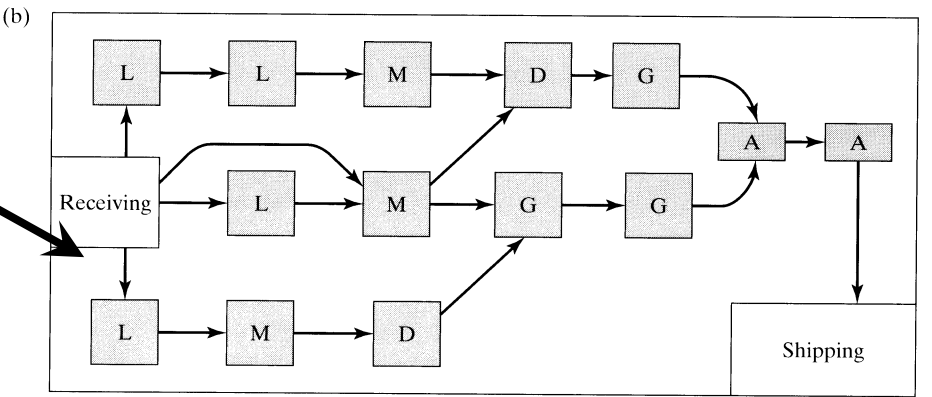 (b)
L L M D G
A A
Receiving L M G G
L M D
Shipping